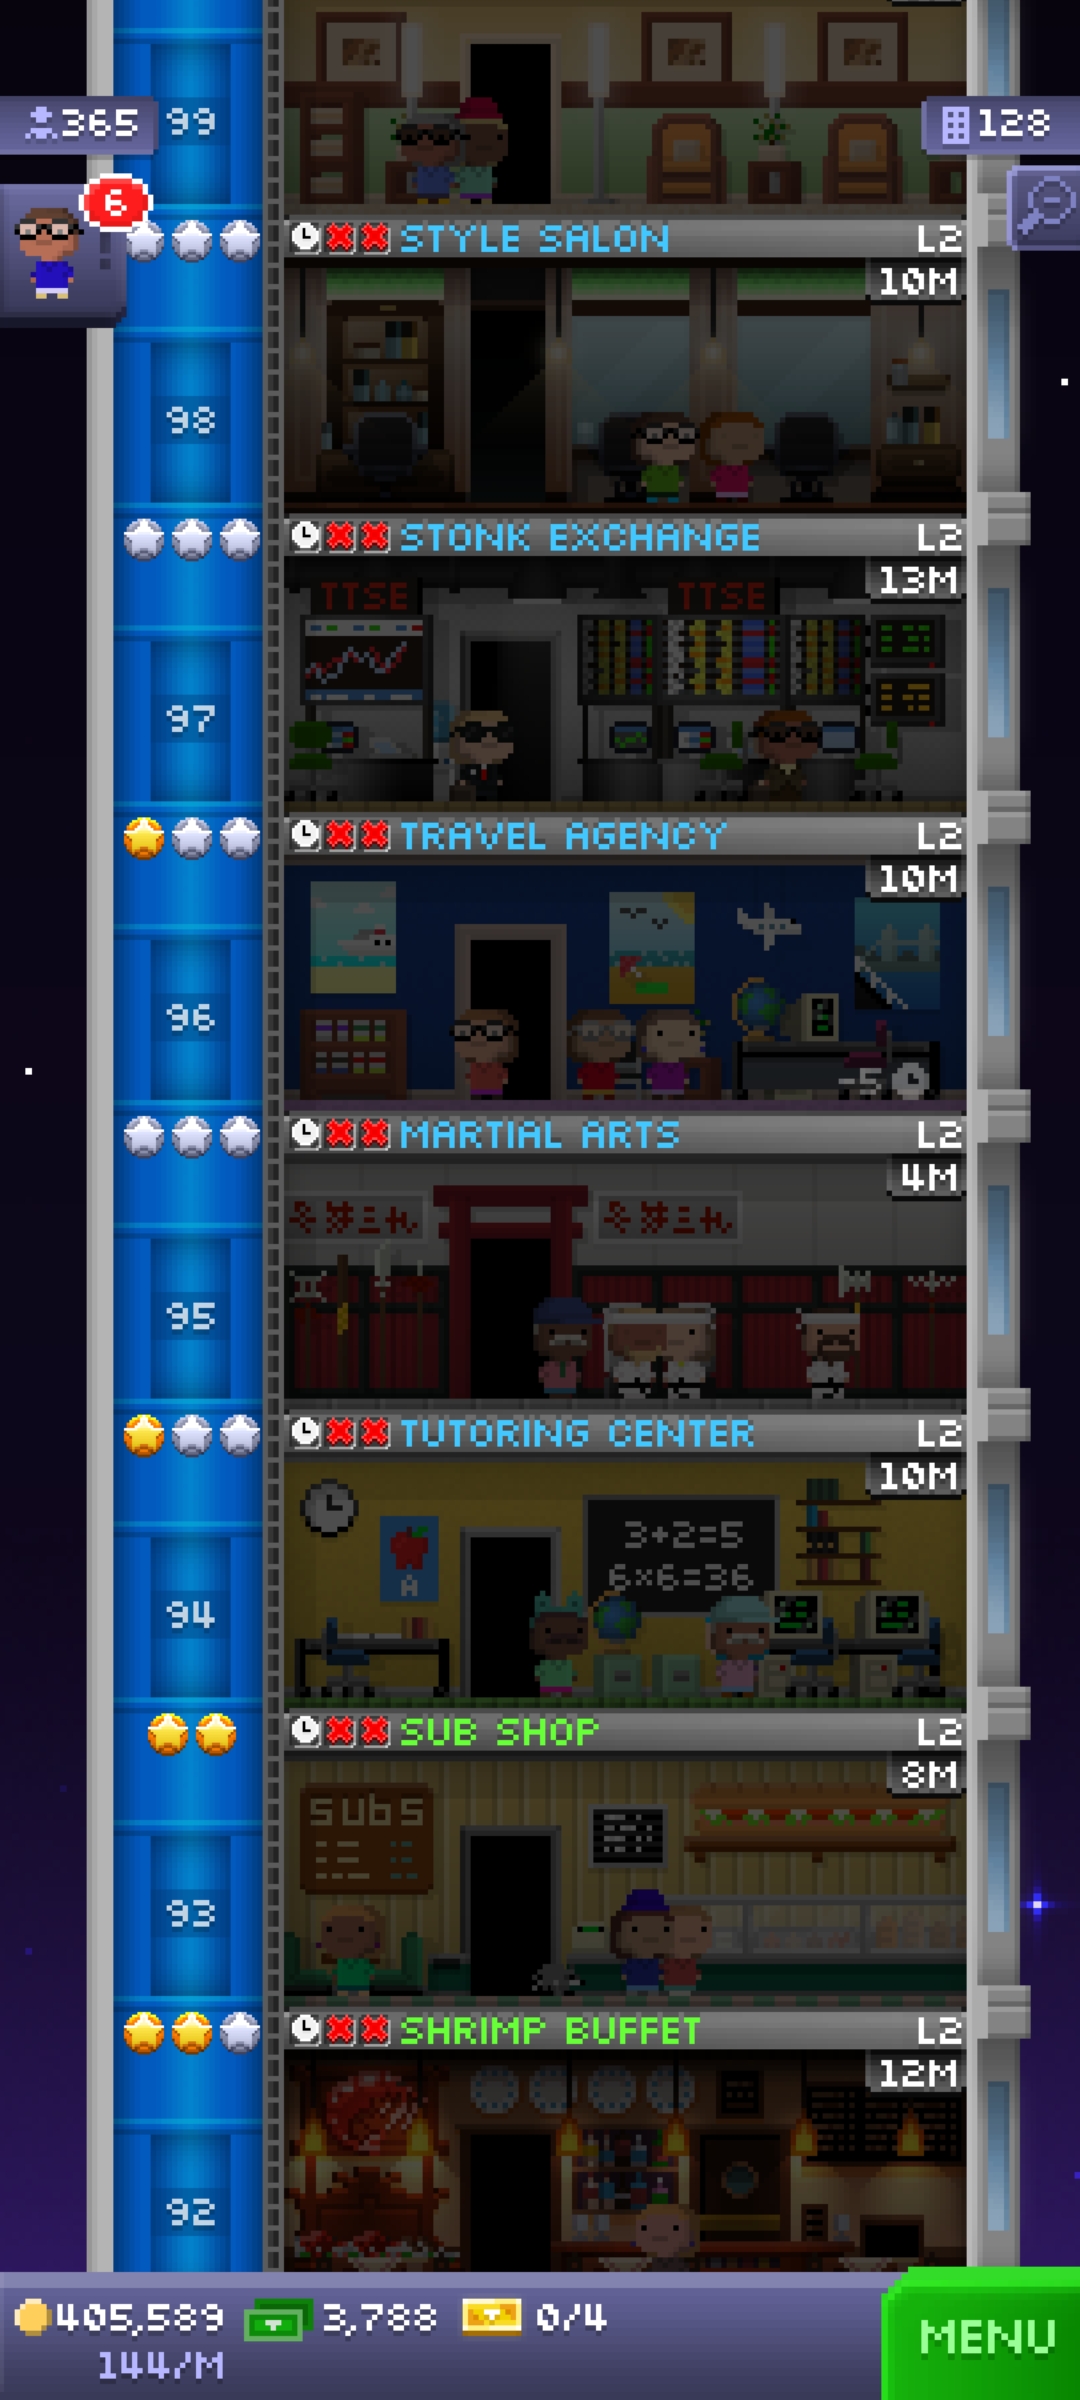 365
99
128
6
STYLE SALON L2
10M
98
STONK EXCHANGE L2
13M
TTSE TTSE
97
TRAVEL AGENCY L2
10M
96
-5
MARTIAL ARTS L2
4M
95
TUTORING CENTER L2
10M
3+2=5
A
6×6=36
94
SUB SHOP L2
8M
SUBS
93
SHRIMP BUFFET L2
12M
92
405,589 3,788 0/4
144/M
MENU